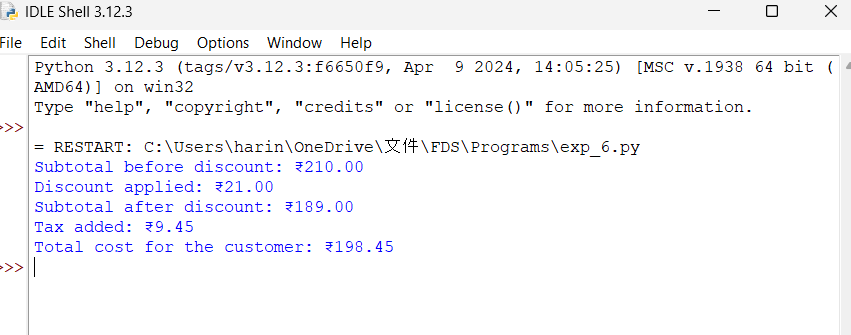 IDLE Shell 3.12.3
File Edit Shell Debug Options Window Help
Python 3.12.3 (tags/v3.12.3:f6650f9, Apr  9 2024, 14:05:25) [MSC v.1938 64 bit (
AMD64)] on win32
Type "help", "copyright", "credits" or "license()" for more information.
>>>
= RESTART: C:\Users\harin\OneDrive\文件\FDS\Programs\exp_6.py
Subtotal before discount: ₹210.00
Discount applied: ₹21.00
Subtotal after discount: ₹189.00
Tax added: ₹9.45
Total cost for the customer: ₹198.45
>>>